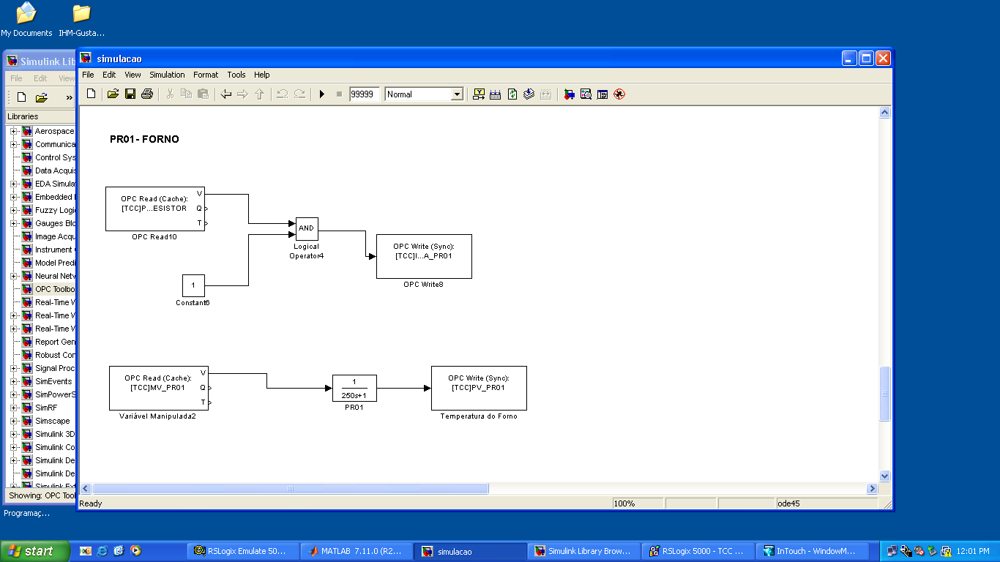 My Documents
IHM-Gusta...
Simulink Lib
File Edit View
»
Libraries
Aerospace
Communica
Control Sys
Data Acquis
EDA Simula
Embedded
Fuzzy Logic
Gauges Blo
Image Acqu
Instrument
Model Predi
Neural Netw
OPC Toolbo
Real-Time
Real-Time
Real-Time
Report Gen
Robust Con
Signal Proc
SimEvents
SimPowerS
SimRF
Simscape
Simulink 3D
Simulink Co
Simulink De
Simulink De
Simulink Ext
Showing: OPC Tool
Programaç...
simulacao
File Edit View Simulation Format Tools Help
99999 Normal
PR01- FORNO
OPC Read (Cache):
[TCC]P...ESISTOR
V
Q
T
OPC Read10
1
Constant6
AND
Logical
Operator4
OPC Write (Sync):
[TCC]I...A_PR01
OPC Write8
OPC Read (Cache):
[TCC]MV_PR01
V
Q
T
Variável Manipulada2
1
250s+1
PR01
OPC Write (Sync):
[TCC]PV_PR01
Temperatura do Forno
Ready 100% ode45
start
RSLogix Emulate 50...
MATLAB 7.11.0 (R2...
simulacao
Simulink Library Brow...
RSLogix 5000 - TCC ...
InTouch - WindowM...
12:01 PM